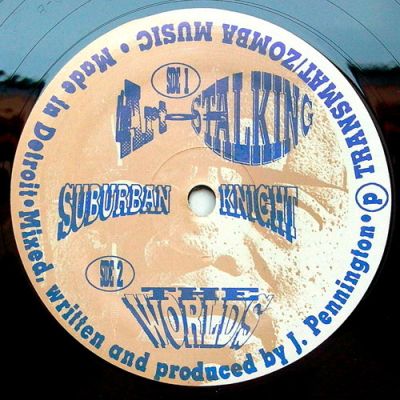 SIDE 1
STALKING
SUBURBAN KNIGHT
SIDE 2
THE
WORLDS
Made in Detroit • Mixed, written and produced by J. Pennington • ℗ TRANSMAT/ZOMBA MUSIC •